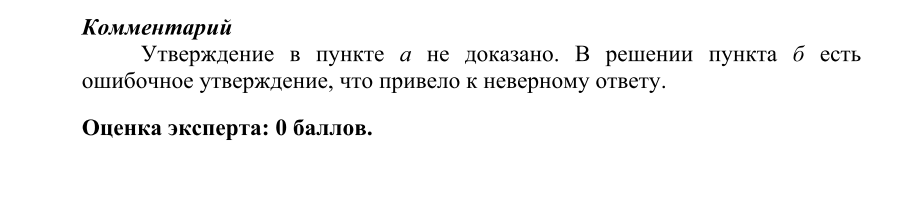 Комментарий
Утверждение в пункте а не доказано. В решении пункта б есть
ошибочное утверждение, что привело к неверному ответу.
Оценка эксперта: 0 баллов.